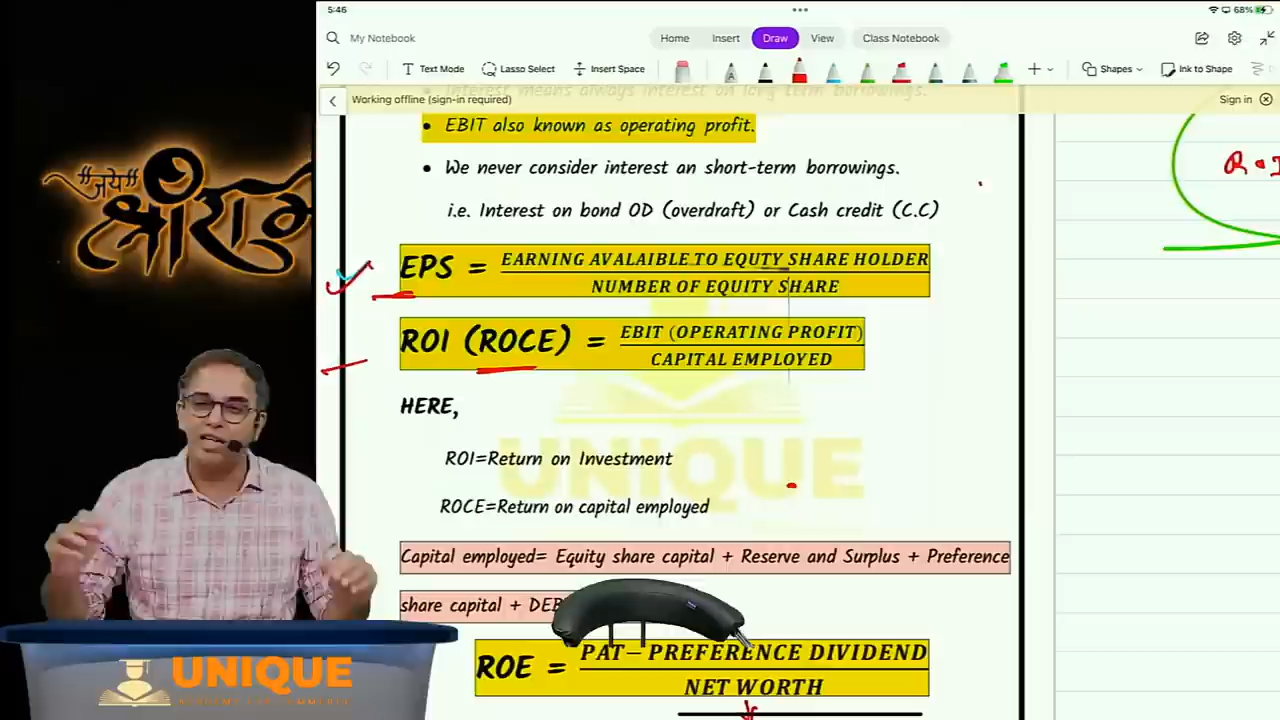 5:46
68%
My Notebook
Home Insert Draw View Class Notebook
Text Mode Lasso Select Insert Space Shapes Ink to Shape
Working offline (sign-in required) Sign in
Interest means always interest on long term borrowings.
• EBIT also known as operating profit.
• We never consider interest an short-term borrowings.
i.e. Interest on bond OD (overdraft) or Cash credit (C.C)
EPS = EARNING AVALAIBLE TO EQUTY SHARE HOLDER
NUMBER OF EQUITY SHARE
ROI (ROCE) = EBIT (OPERATING PROFIT)
CAPITAL EMPLOYED
HERE,
ROI=Return on Investment
ROCE=Return on capital employed
Capital employed= Equity share capital + Reserve and Surplus + Preference
share capital +
ROE = PAT− PREFERENCE DIVIDEND
NET WORTH
UNIQUE
#जय#
श्रीराम
UNIQUE